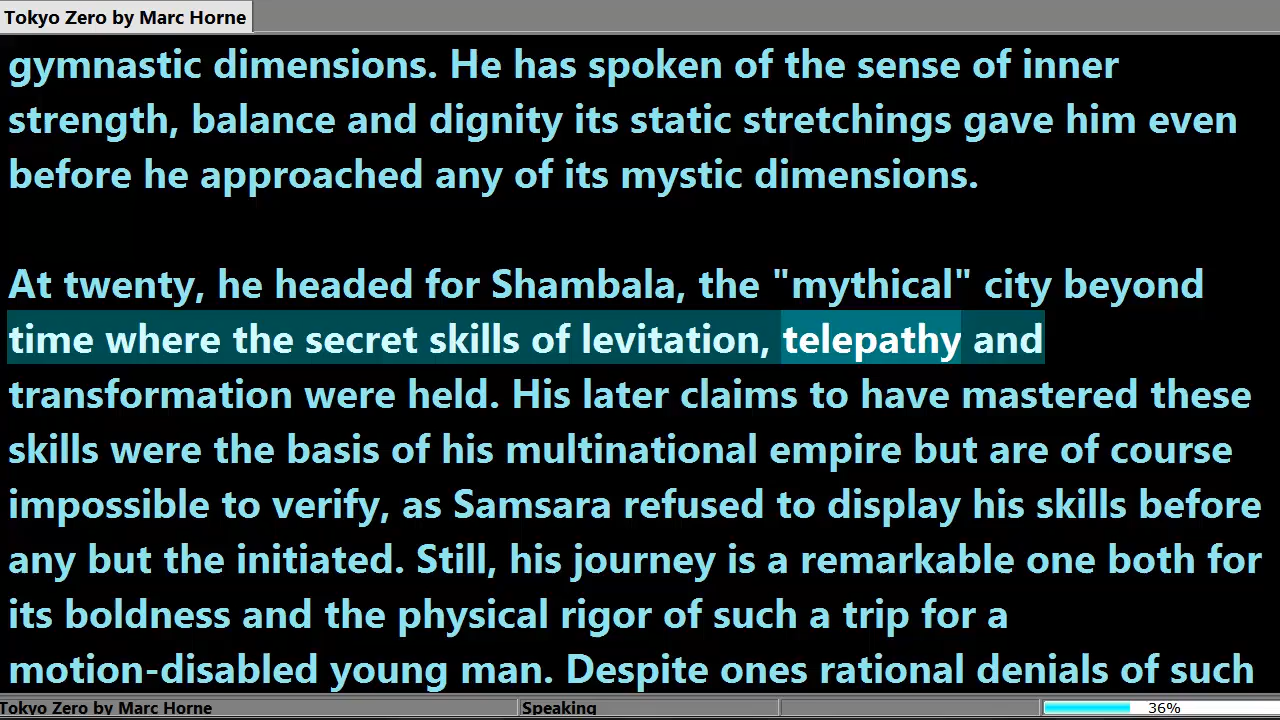 Tokyo Zero by Marc Horne
gymnastic dimensions. He has spoken of the sense of inner
strength, balance and dignity its static stretchings gave him even
before he approached any of its mystic dimensions.
At twenty, he headed for Shambala, the "mythical" city beyond
time where the secret skills of levitation, telepathy and
transformation were held. His later claims to have mastered these
skills were the basis of his multinational empire but are of course
impossible to verify, as Samsara refused to display his skills before
any but the initiated. Still, his journey is a remarkable one both for
its boldness and the physical rigor of such a trip for a
motion-disabled young man. Despite ones rational denials of such
Tokyo Zero by Marc Horne Speaking 36%